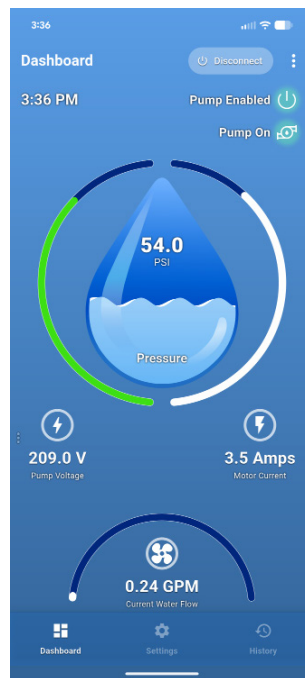 3:36
Dashboard
Disconnect
3:36 PM
Pump Enabled
Pump On
54.0
PSI
Pressure
209.0 V
Pump Voltage
3.5 Amps
Motor Current
0.24 GPM
Current Water Flow
Dashboard
Settings
History